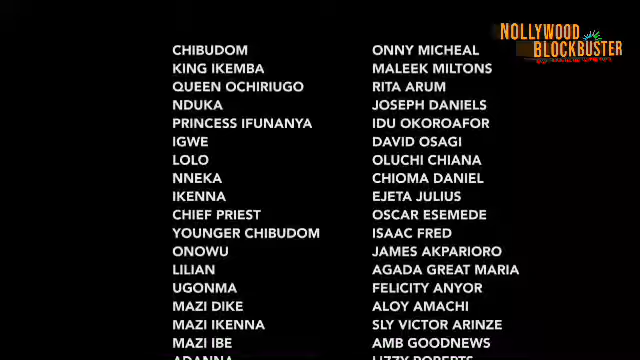 NOLLYWOOD
BLOCKBUSTER
CHIBUDOM ONNY MICHEAL
KING IKEMBA MALEEK MILTONS
QUEEN OCHIRIUGO RITA ARUM
NDUKA JOSEPH DANIELS
PRINCESS IFUNANYA IDU OKOROAFOR
IGWE DAVID OSAGI
LOLO OLUCHI CHIANA
NNEKA CHIOMA DANIEL
IKENNA EJETA JULIUS
CHIEF PRIEST OSCAR ESEMEDE
YOUNGER CHIBUDOM ISAAC FRED
ONOWU JAMES AKPARIORO
LILIAN AGADA GREAT MARIA
UGONMA FELICITY ANYOR
MAZI DIKE ALOY AMACHI
MAZI IKENNA SLY VICTOR ARINZE
MAZI IBE AMB GOODNEWS
ADANNA LIZZY ROBERTS